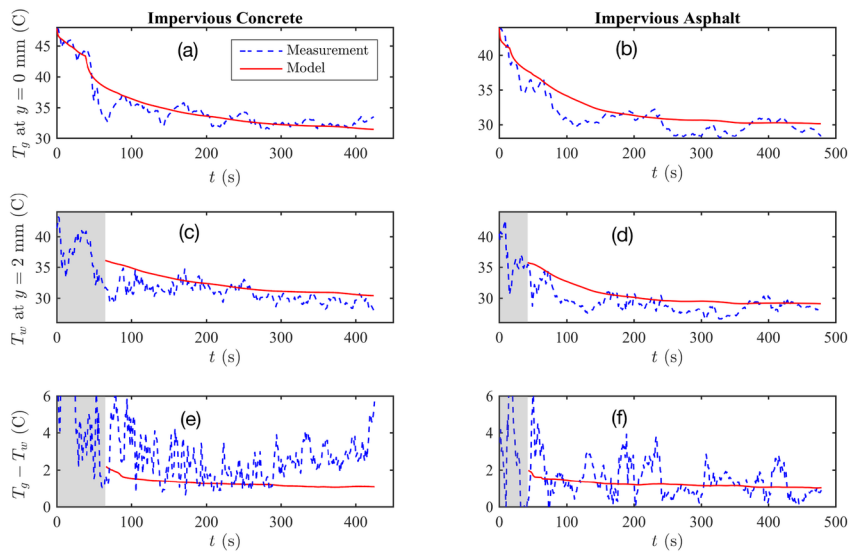 Impervious Concrete
Impervious Asphalt
(a)
Measurement
Model
T_g at y = 0 mm (C)
45
40
35
30
0 100 200 300 400
t (s)
(b)
40
35
30
0 100 200 300 400 500
t (s)
(c)
T_w at y = 2 mm (C)
40
35
30
0 100 200 300 400
t (s)
(d)
40
35
30
0 100 200 300 400 500
t (s)
(e)
T_g − T_w (C)
6
4
2
0
0 100 200 300 400
t (s)
(f)
6
4
2
0
0 100 200 300 400 500
t (s)